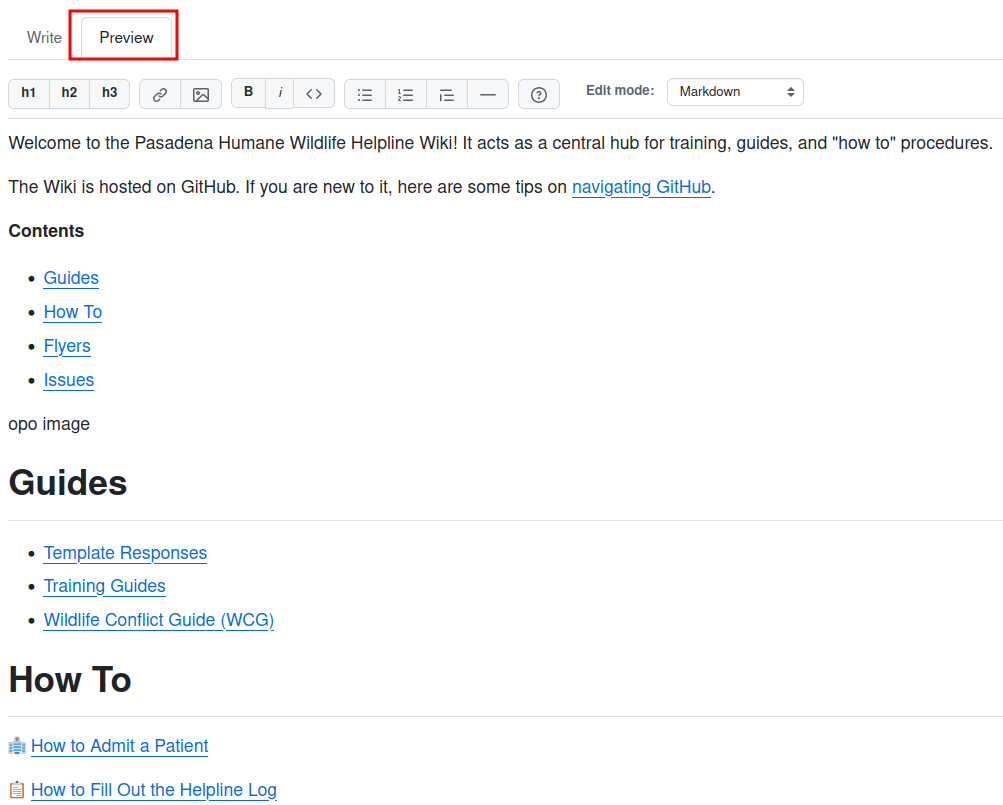 Write Preview
h1 h2 h3 B i <> Edit mode: Markdown
Welcome to the Pasadena Humane Wildlife Helpline Wiki! It acts as a central hub for training, guides, and "how to" procedures.
The Wiki is hosted on GitHub. If you are new to it, here are some tips on navigating GitHub.
Contents
• Guides
• How To
• Flyers
• Issues
opo image
Guides
• Template Responses
• Training Guides
• Wildlife Conflict Guide (WCG)
How To
How to Admit a Patient
How to Fill Out the Helpline Log